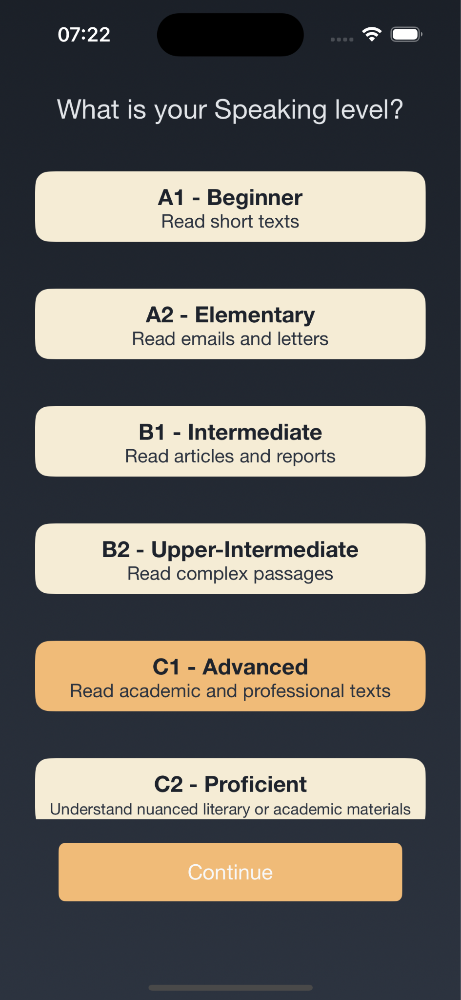 07:22
What is your Speaking level?
A1 - Beginner
Read short texts
A2 - Elementary
Read emails and letters
B1 - Intermediate
Read articles and reports
B2 - Upper-Intermediate
Read complex passages
C1 - Advanced
Read academic and professional texts
C2 - Proficient
Understand nuanced literary or academic materials
Continue